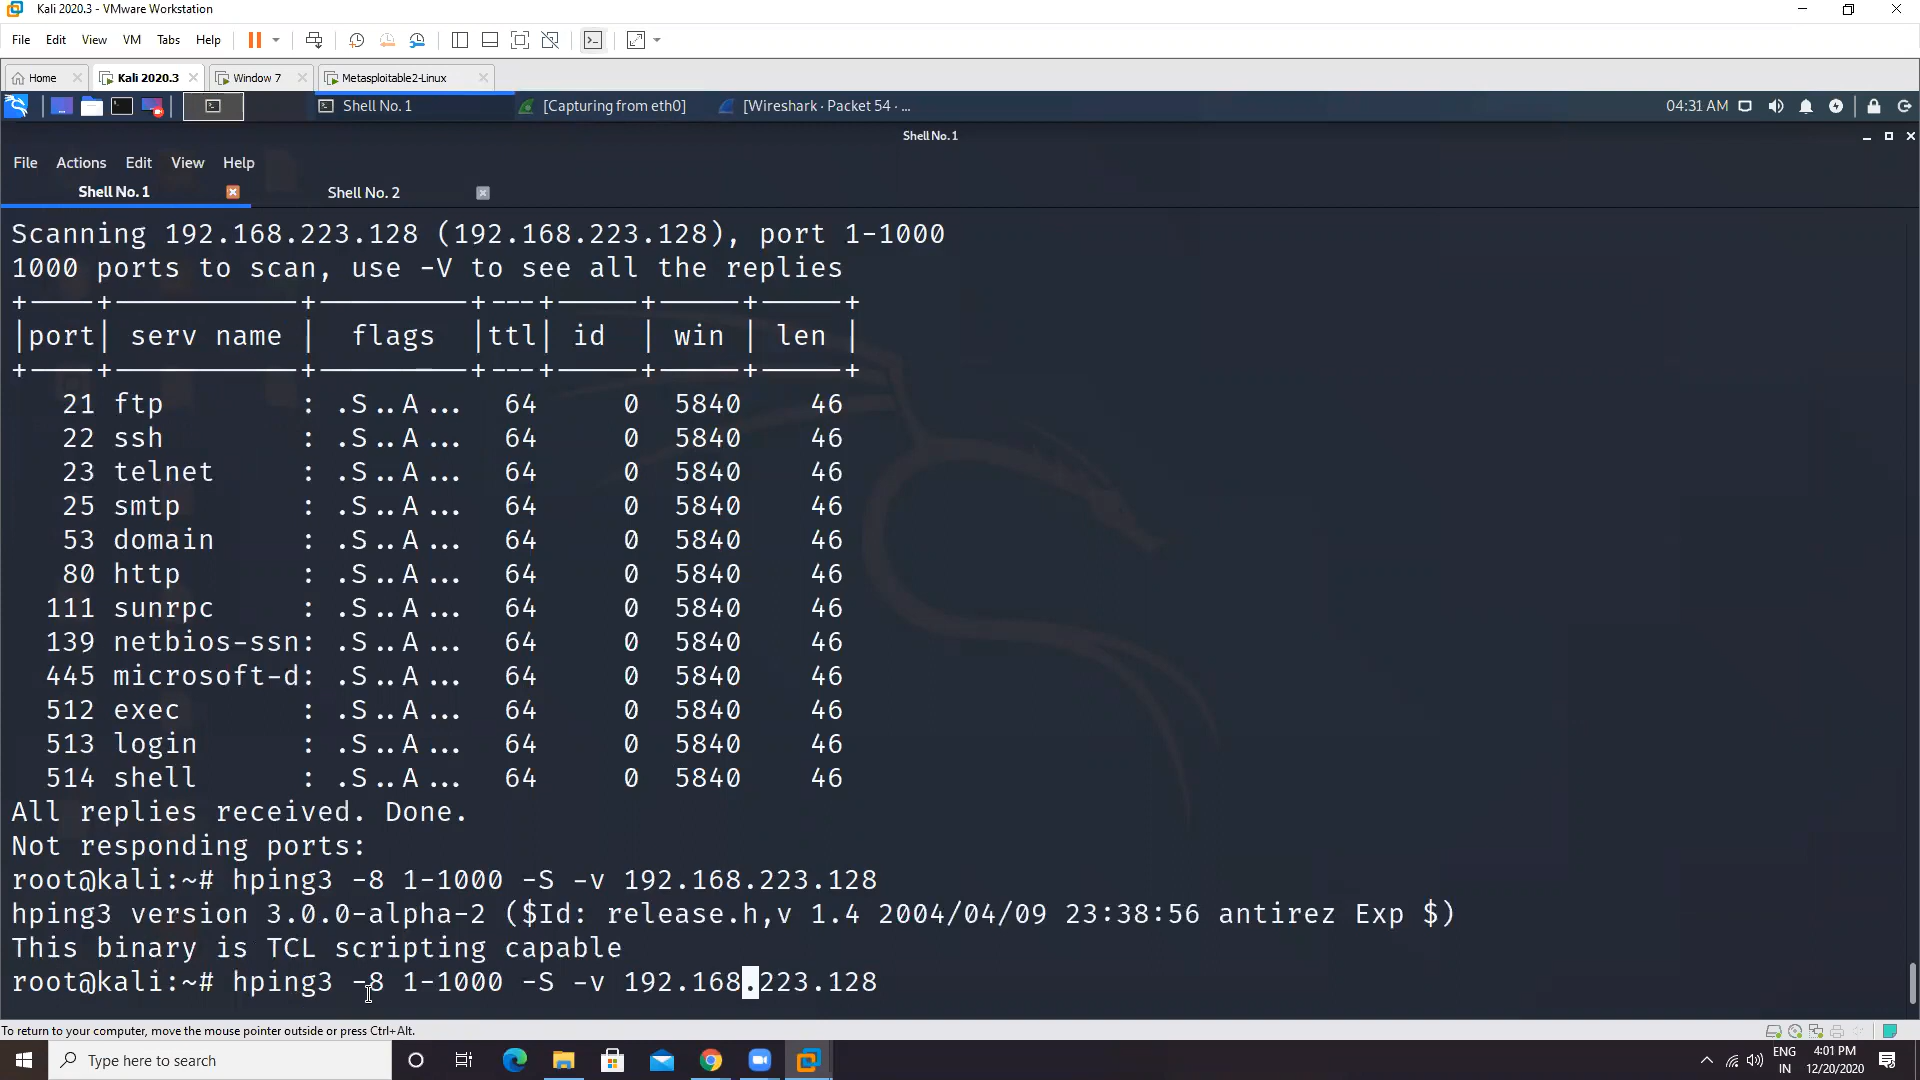 Kali 2020.3 - VMware Workstation
File Edit View VM Tabs Help
Home Kali 2020.3 Window 7 Metasploitable2-Linux
Shell No. 1 [Capturing from eth0] [Wireshark · Packet 54 · ... 04:31 AM
Shell No. 1
File Actions Edit View Help
Shell No. 1 Shell No. 2
Scanning 192.168.223.128 (192.168.223.128), port 1-1000
1000 ports to scan, use -V to see all the replies
+----+-----------+---------+---+-----+-----+-----+
|port| serv name | flags |ttl| id | win | len |
+----+-----------+---------+---+-----+-----+-----+
21 ftp : .S..A... 64 0 5840 46
22 ssh : .S..A... 64 0 5840 46
23 telnet : .S..A... 64 0 5840 46
25 smtp : .S..A... 64 0 5840 46
53 domain : .S..A... 64 0 5840 46
80 http : .S..A... 64 0 5840 46
111 sunrpc : .S..A... 64 0 5840 46
139 netbios-ssn: .S..A... 64 0 5840 46
445 microsoft-d: .S..A... 64 0 5840 46
512 exec : .S..A... 64 0 5840 46
513 login : .S..A... 64 0 5840 46
514 shell : .S..A... 64 0 5840 46
All replies received. Done.
Not responding ports:
root@kali:~# hping3 -8 1-1000 -S -v 192.168.223.128
hping3 version 3.0.0-alpha-2 ($Id: release.h,v 1.4 2004/04/09 23:38:56 antirez Exp $)
This binary is TCL scripting capable
root@kali:~# hping3 -8 1-1000 -S -v 192.168.223.128
To return to your computer, move the mouse pointer outside or press Ctrl+Alt.
Type here to search
ENG
IN
4:01 PM
12/20/2020